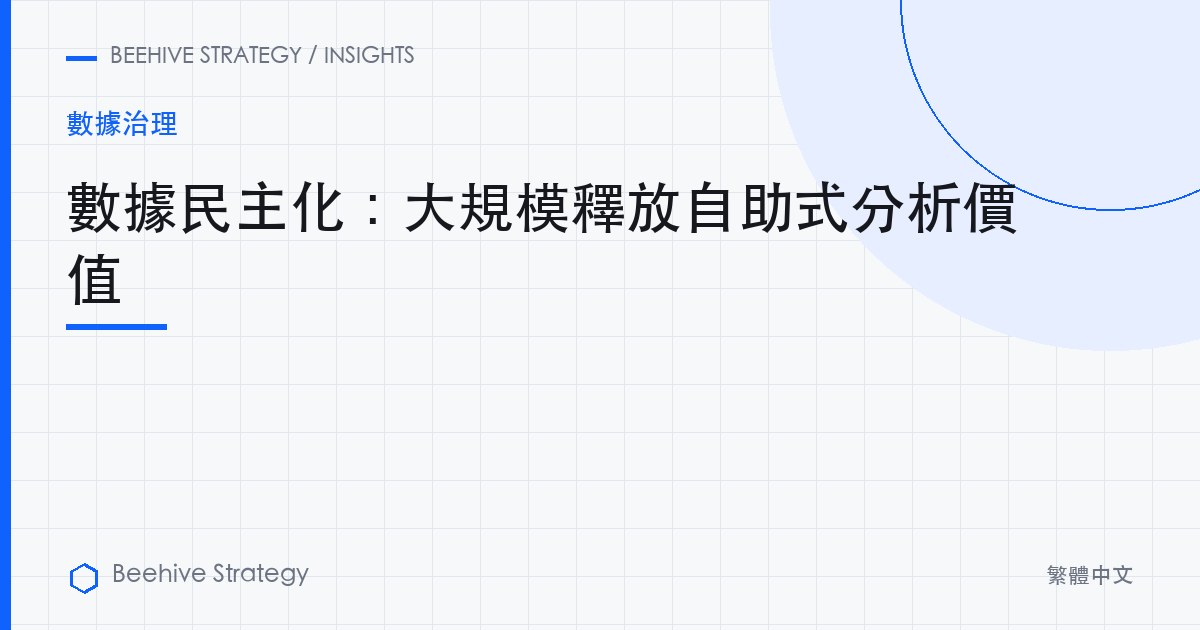 BEEHIVE STRATEGY / INSIGHTS
數據治理
數據民主化：大規模釋放自助式分析價
值
Beehive Strategy
繁體中文